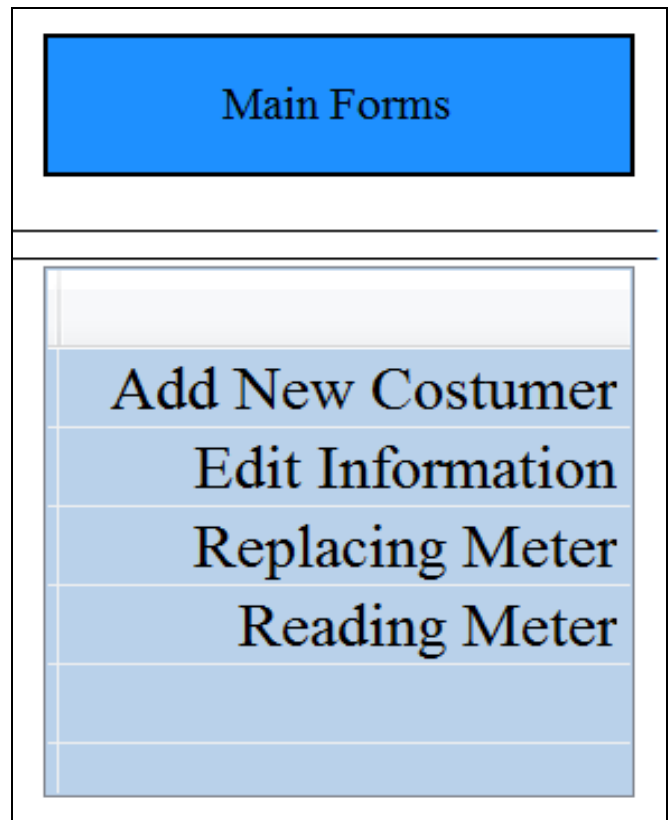 Main Forms
Add New Costumer
Edit Information
Replacing Meter
Reading Meter